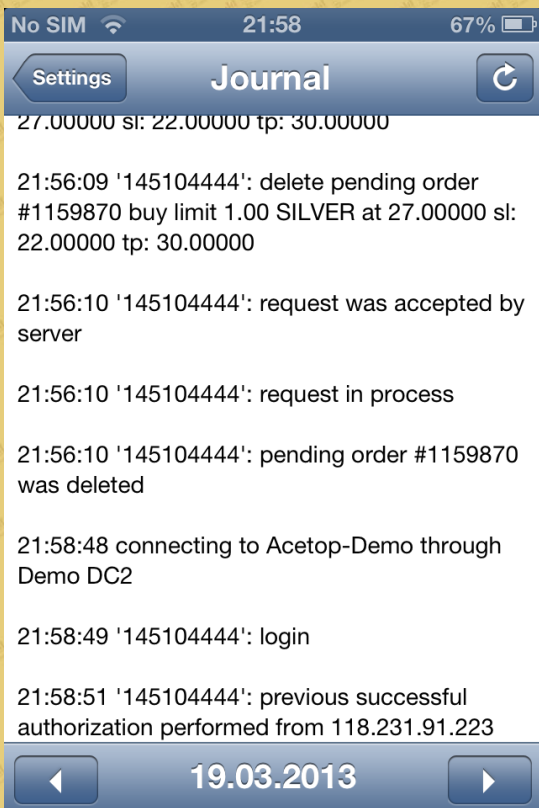 No SIM 21:58 67%
Settings Journal
27.00000 sl: 22.00000 tp: 30.00000
21:56:09 '145104444': delete pending order
#1159870 buy limit 1.00 SILVER at 27.00000 sl:
22.00000 tp: 30.00000
21:56:10 '145104444': request was accepted by
server
21:56:10 '145104444': request in process
21:56:10 '145104444': pending order #1159870
was deleted
21:58:48 connecting to Acetop-Demo through
Demo DC2
21:58:49 '145104444': login
21:58:51 '145104444': previous successful
authorization performed from 118.231.91.223
19.03.2013